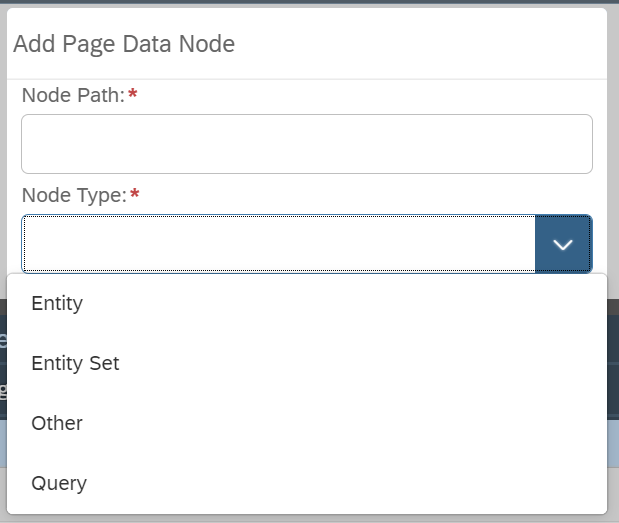 Add Page Data Node
Node Path:*
Node Type:*
Entity
Entity Set
Other
Query